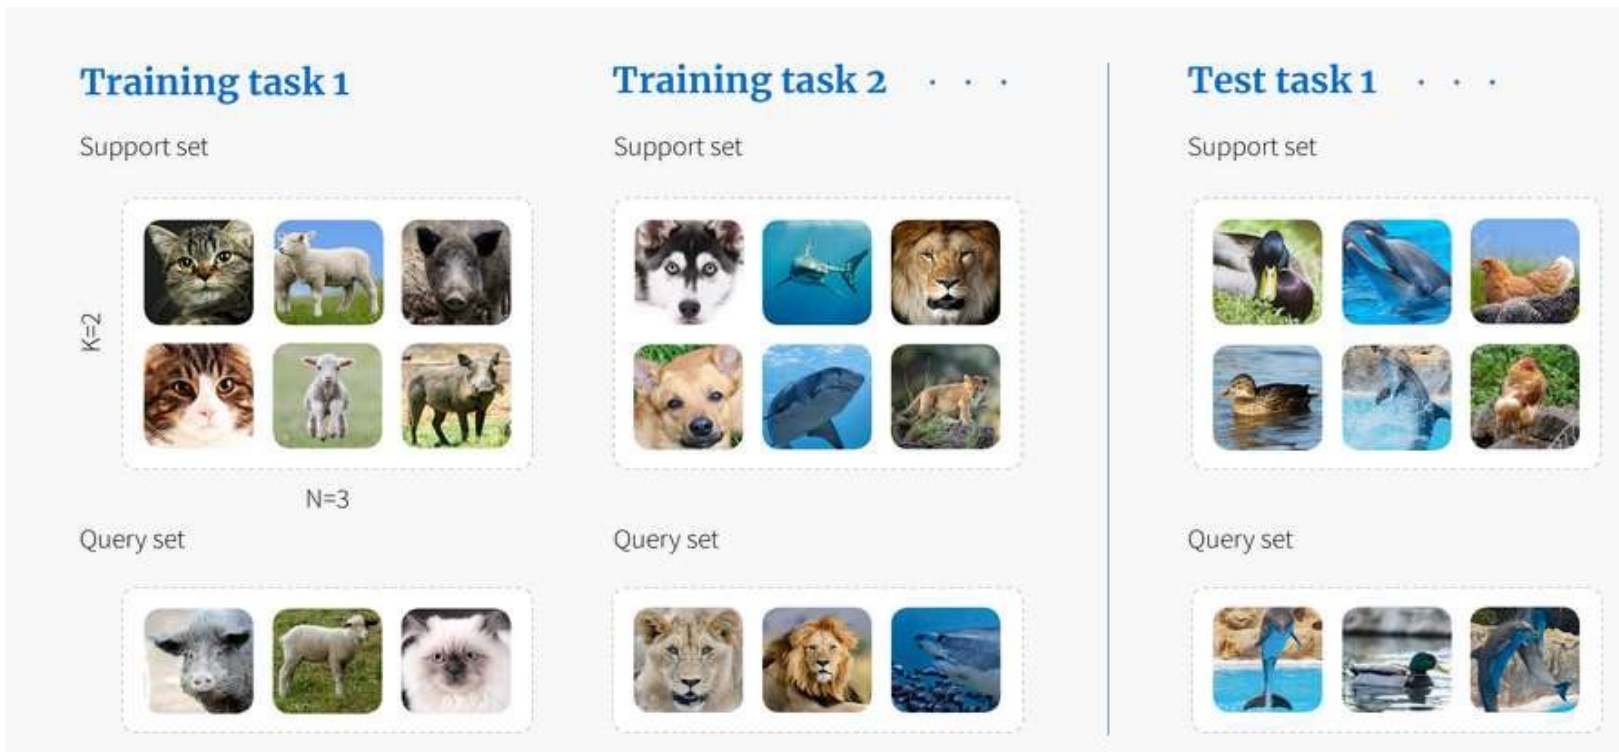 Training task 1
Support set
K=2
N=3
Query set
Training task 2 . . .
Support set
Query set
Test task 1 . . .
Support set
Query set